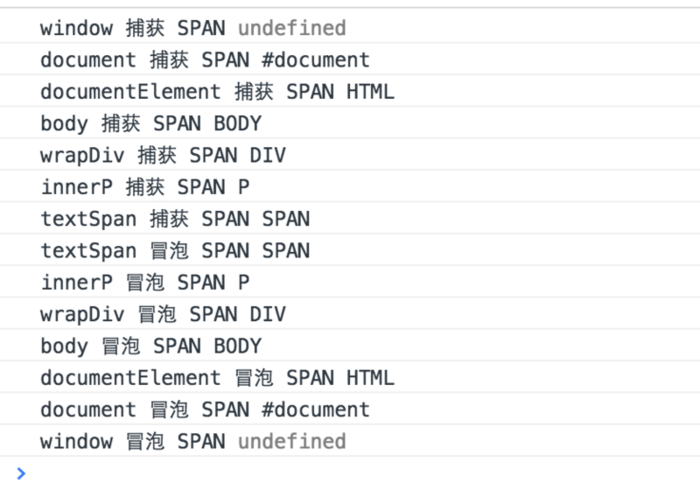 window 捕获 SPAN undefined
document 捕获 SPAN #document
documentElement 捕获 SPAN HTML
body 捕获 SPAN BODY
wrapDiv 捕获 SPAN DIV
innerP 捕获 SPAN P
textSpan 捕获 SPAN SPAN
textSpan 冒泡 SPAN SPAN
innerP 冒泡 SPAN P
wrapDiv 冒泡 SPAN DIV
body 冒泡 SPAN BODY
documentElement 冒泡 SPAN HTML
document 冒泡 SPAN #document
window 冒泡 SPAN undefined